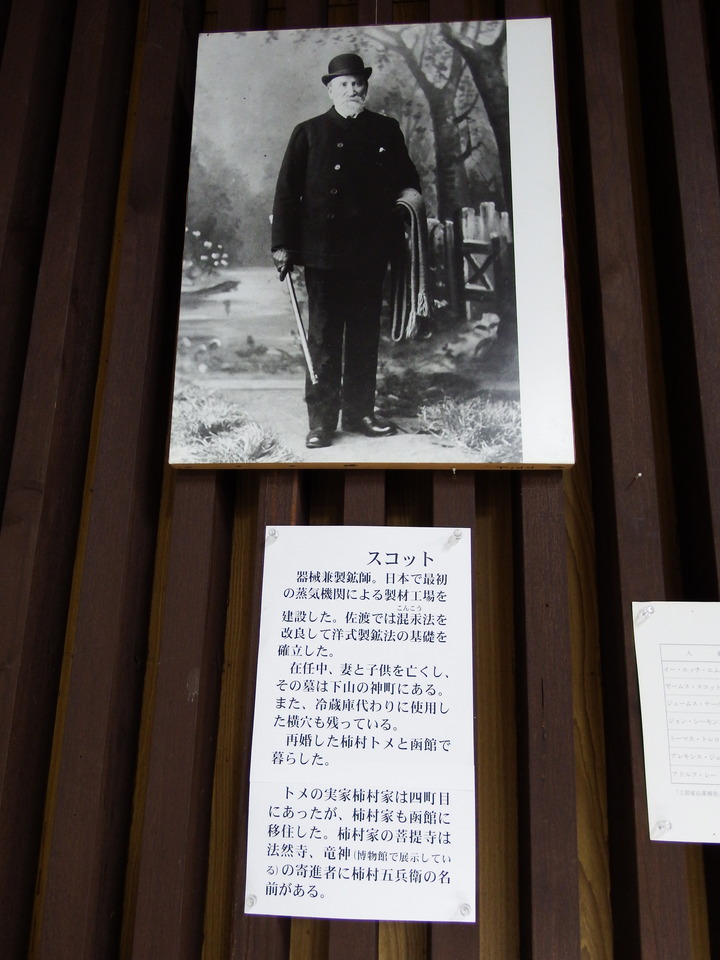 スコット
器械兼製鉱師。日本で最初
の蒸気機関による製材工場を
こんこう
建設した。佐渡では混汞法を
改良して洋式製鉱法の基礎を
確立した。
在任中、妻と子供を亡くし、
その墓は下山の神町にある。
また、冷蔵庫代わりに使用し
た横穴も残っている。
再婚した柿村トメと函館で
暮らした。
トメの実家柿村家は四町目
にあったが、柿村家も函館に
移住した。柿村家の菩提寺は
法然寺、竜神(博物館で展示してい
る)の寄進者に柿村五兵衛の名
前がある。
人